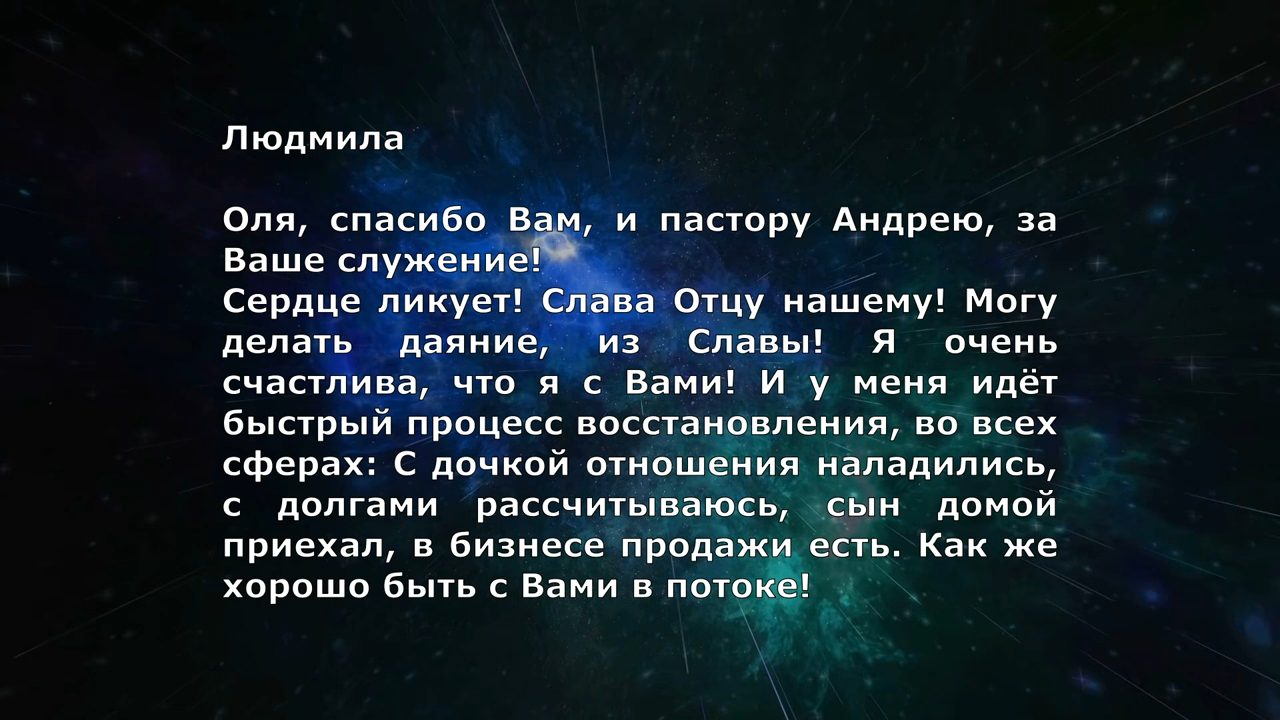 Людмила
Оля, спасибо Вам, и пастору Андрею, за
Ваше служение!
Сердце ликует! Слава Отцу нашему! Могу
делать даяние, из Славы! Я очень
счастлива, что я с Вами! И у меня идёт
быстрый процесс восстановления, во всех
сферах: С дочкой отношения наладились,
с долгами рассчитываюсь, сын домой
приехал, в бизнесе продажи есть. Как же
хорошо быть с Вами в потоке!